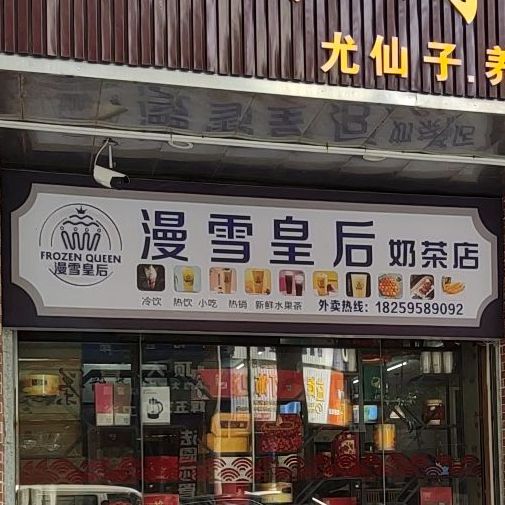 尤仙子.养
FROZEN QUEEN
漫雪皇后
漫雪皇后 奶茶店
冷饮 热饮 小吃 热销 新鲜水果茶 外卖热线：18259589092